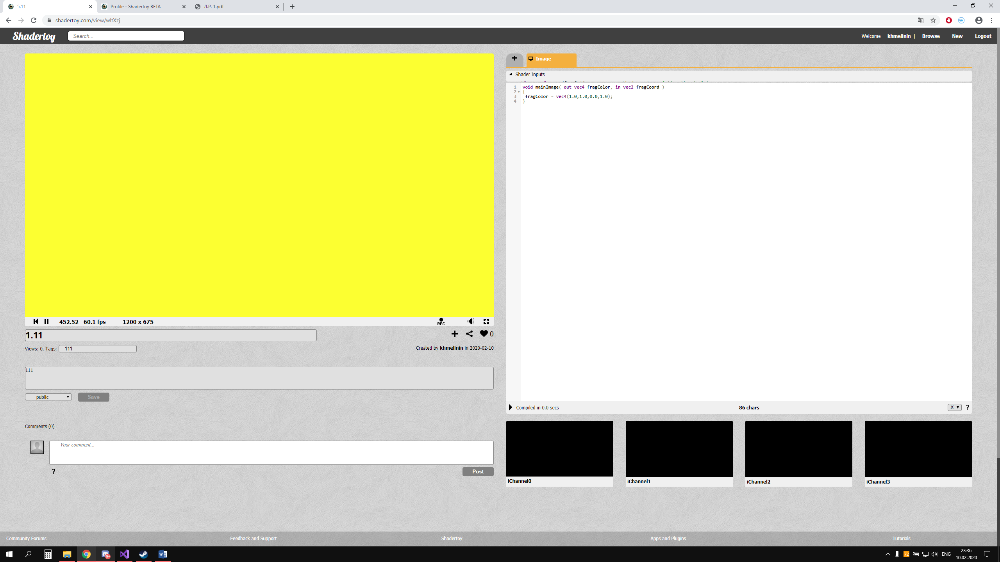 5.11
Profile - Shadertoy BETA
Л.Р. 1.pdf
shadertoy.com/view/wltXzj
Shadertoy
Search...
Welcome khmelinin | Browse New Logout
Image
Shader Inputs
1 void mainImage( out vec4 fragColor, in vec2 fragCoord )
2 {
3 fragColor = vec4(1.0,1.0,0.0,1.0);
4 }
452.52 60.1 fps 1200 x 675
REC
1.11
0
Views: 0, Tags: 111
Created by khmelinin in 2020-02-10
111
public
Save
Compiled in 0.0 secs
86 chars
X
?
Comments (0)
Your comment...
?
Post
iChannel0
iChannel1
iChannel2
iChannel3
Community Forums
Feedback and Support
Shadertoy
Apps and Plugins
Tutorials
9+
72
ENG
23:36
10.02.2020